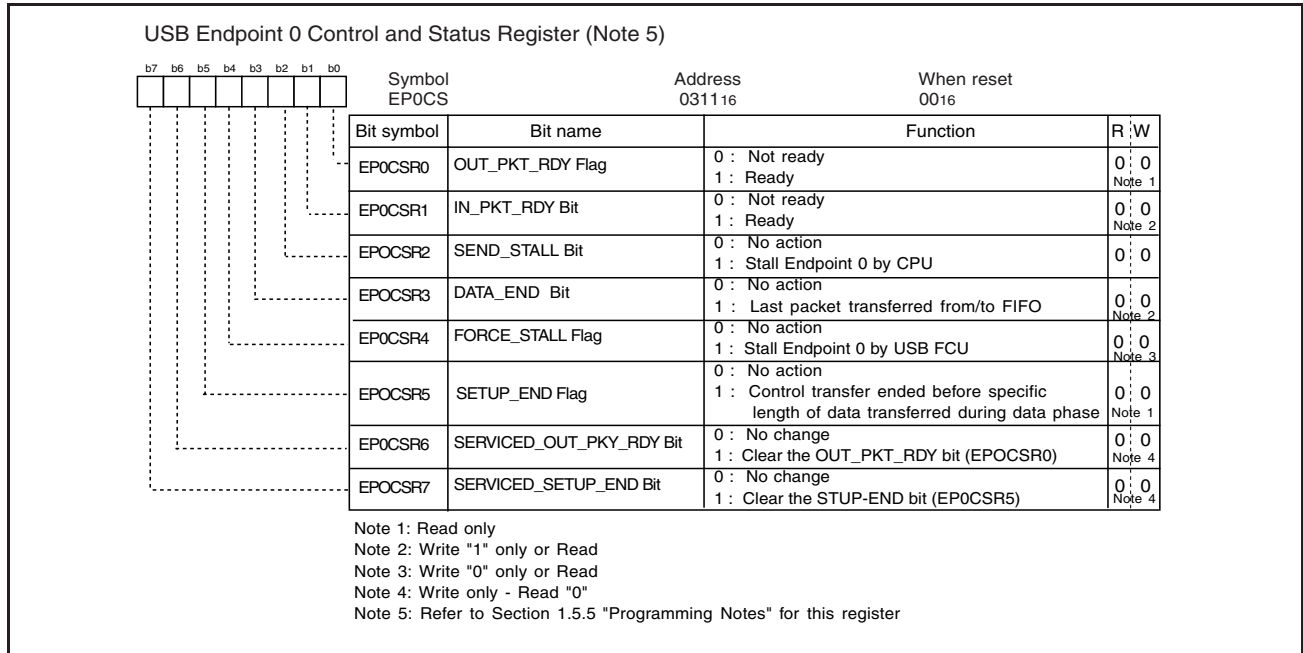 USB Endpoint 0 Control and Status Register (Note 5)
b7 b6 b5 b4 b3 b2 b1 b0
Symbol Address When reset
EP0CS 031116 0016
Bit symbol Bit name Function R W
EP0CSR0 OUT_PKT_RDY Flag 0 : Not ready
1 : Ready
0 0
Note 1
EP0CSR1 IN_PKT_RDY Bit 0 : Not ready
1 : Ready
0 0
Note 2
EPOCSR2 SEND_STALL Bit 0 : No action
1 : Stall Endpoint 0 by CPU
0 0
EPOCSR3 DATA_END Bit 0 : No action
1 : Last packet transferred from/to FIFO
0 0
Note 2
EP0CSR4 FORCE_STALL Flag 0 : No action
1 : Stall Endpoint 0 by USB FCU
0 0
Note 3
EPOCSR5 SETUP_END Flag 0 : No action
1 : Control transfer ended before specific
length of data transferred during data phase
0 0
Note 1
EP0CSR6 SERVICED_OUT_PKY_RDY Bit 0 : No change
1 : Clear the OUT_PKT_RDY bit (EPOCSR0)
0 0
Note 4
EPOCSR7 SERVICED_SETUP_END Bit 0 : No change
1 : Clear the STUP-END bit (EP0CSR5)
0 0
Note 4
Note 1: Read only
Note 2: Write "1" only or Read
Note 3: Write "0" only or Read
Note 4: Write only - Read "0"
Note 5: Refer to Section 1.5.5 "Programming Notes" for this register